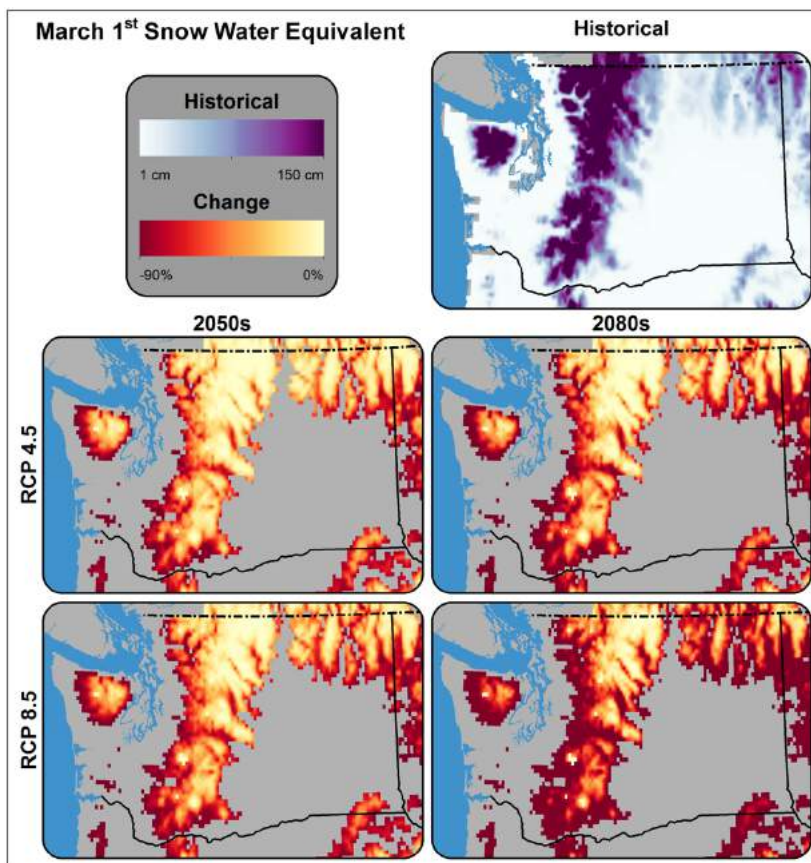 March 1st Snow Water Equivalent
Historical
Historical
1 cm 150 cm
Change
-90% 0%
2050s 2080s
RCP 4.5
RCP 8.5